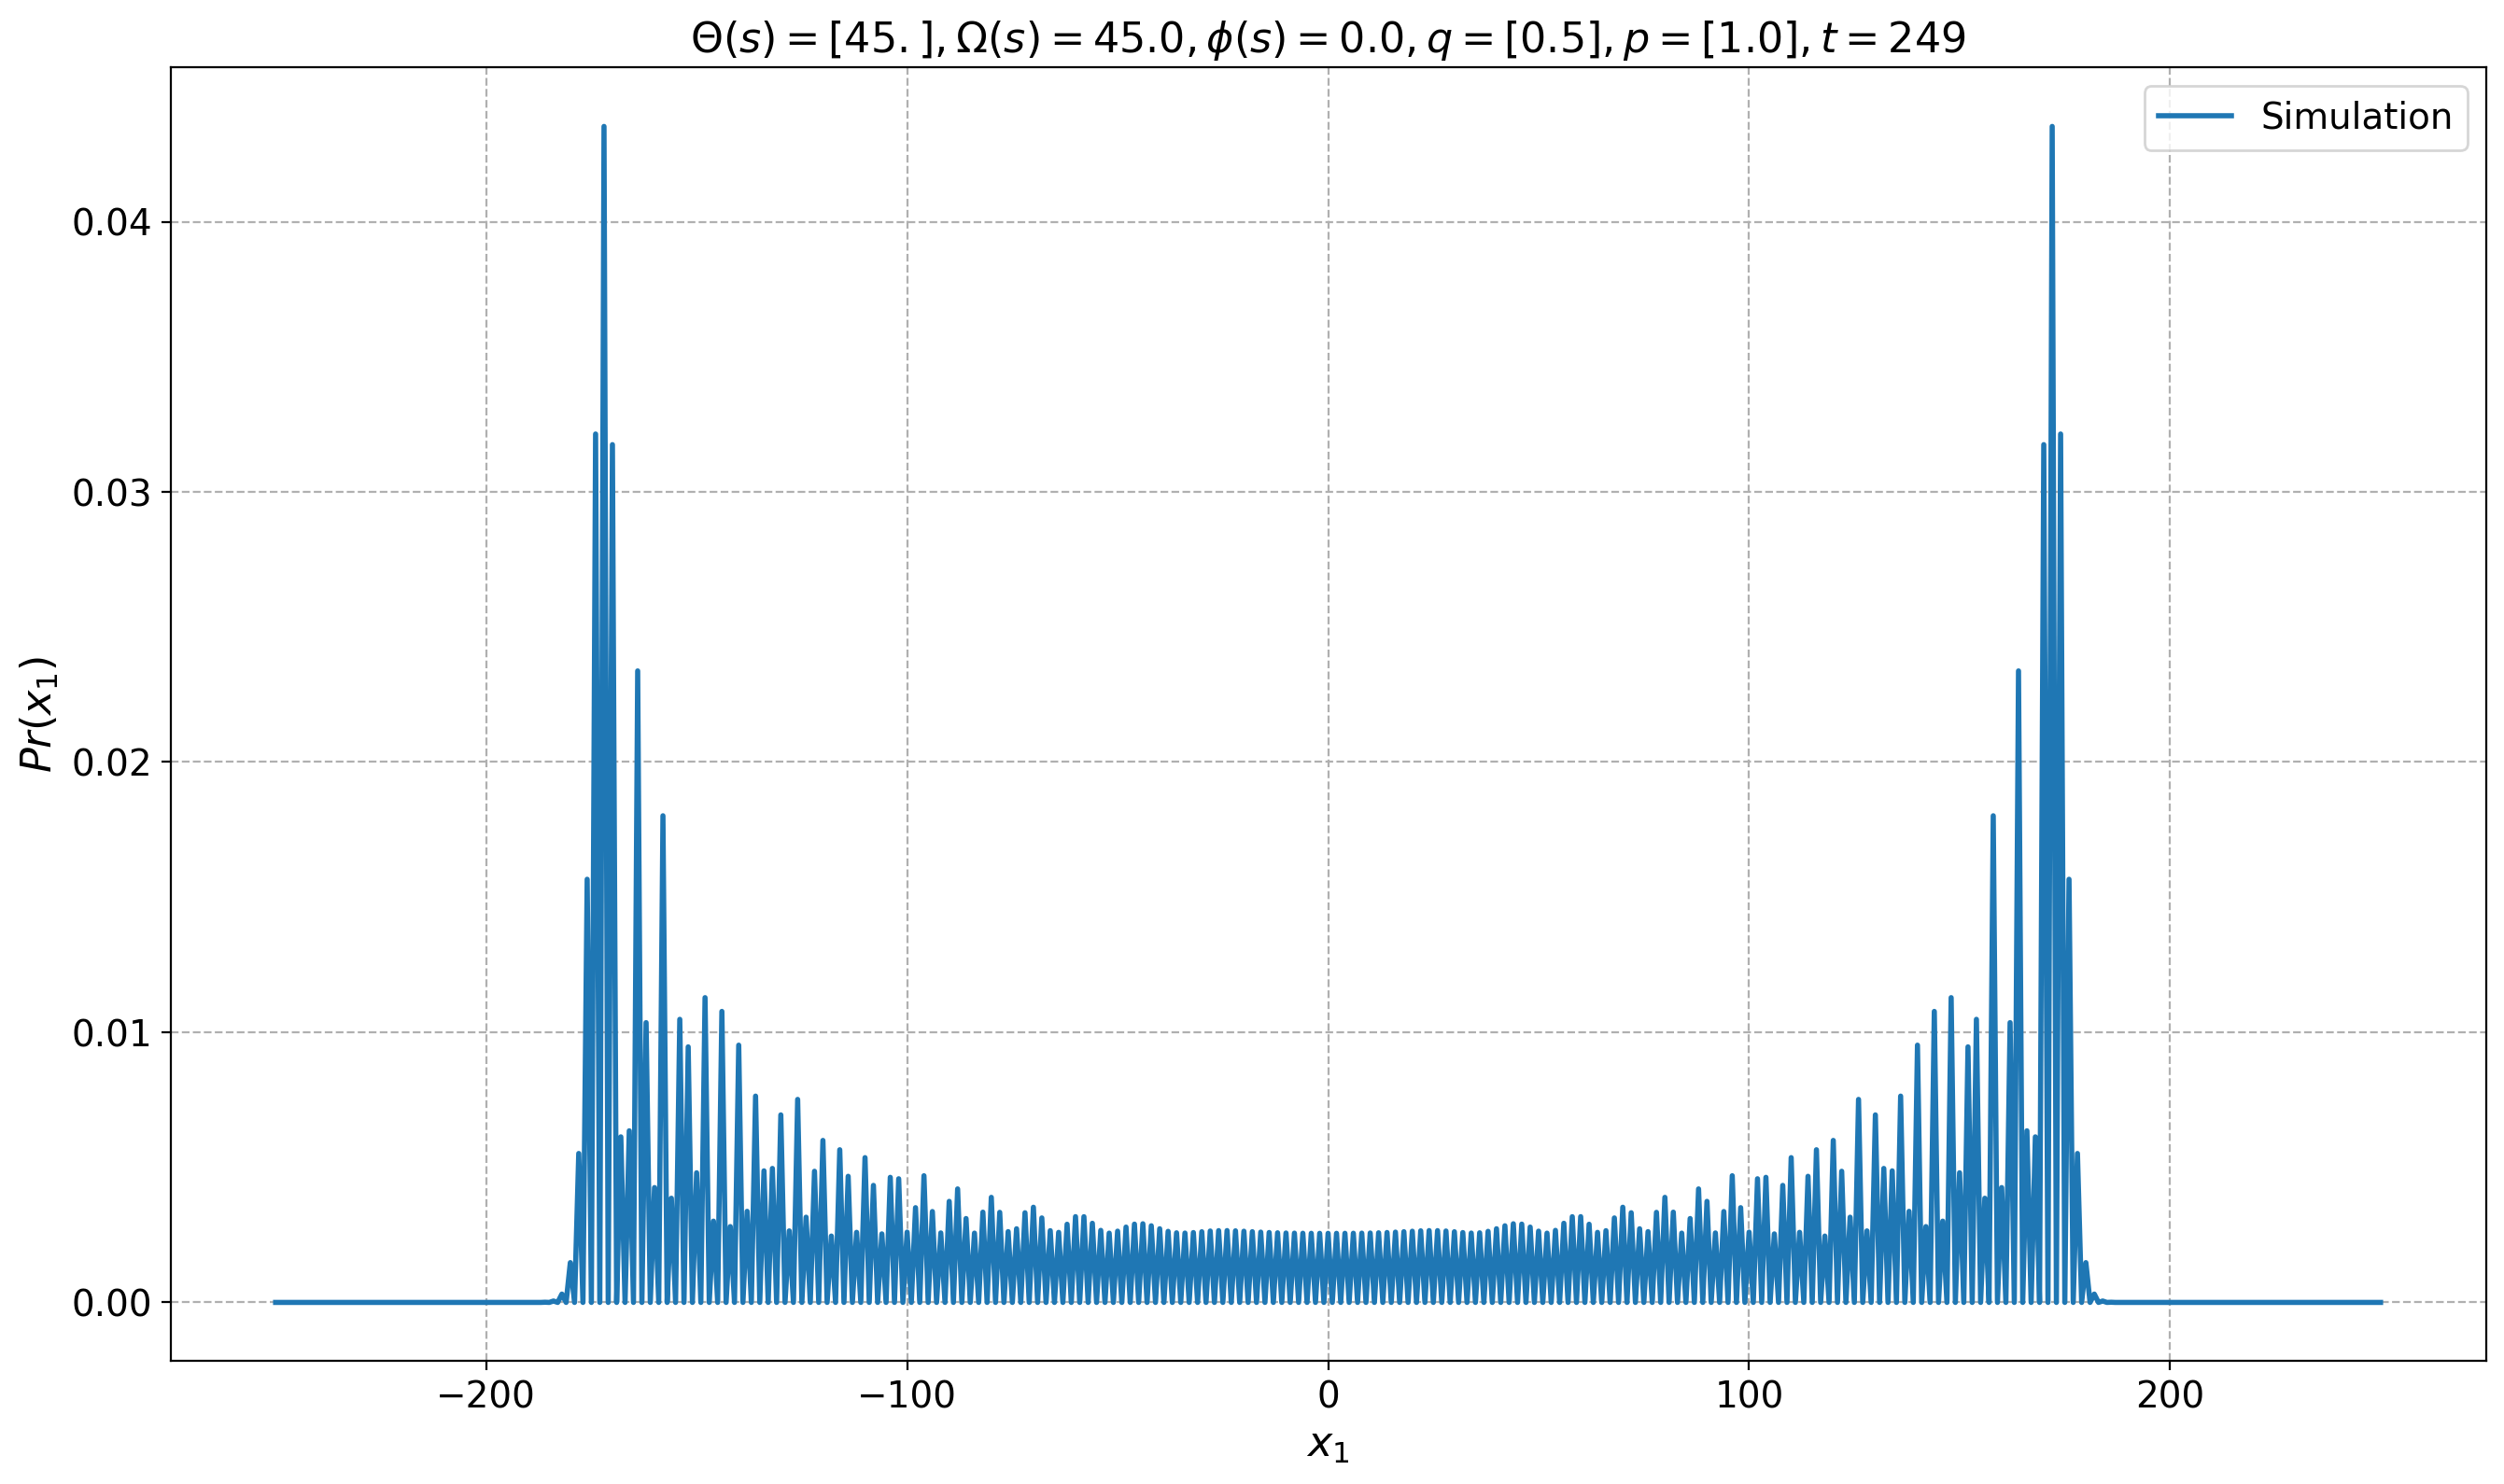 Θ(s) = [45. ], Ω(s) = 45.0, ϕ(s) = 0.0, q = [0.5], p = [1.0], t = 249
Simulation
0.04
0.03
0.02
0.01
0.00
Pr(x₁)
−200 −100 0 100 200
x₁